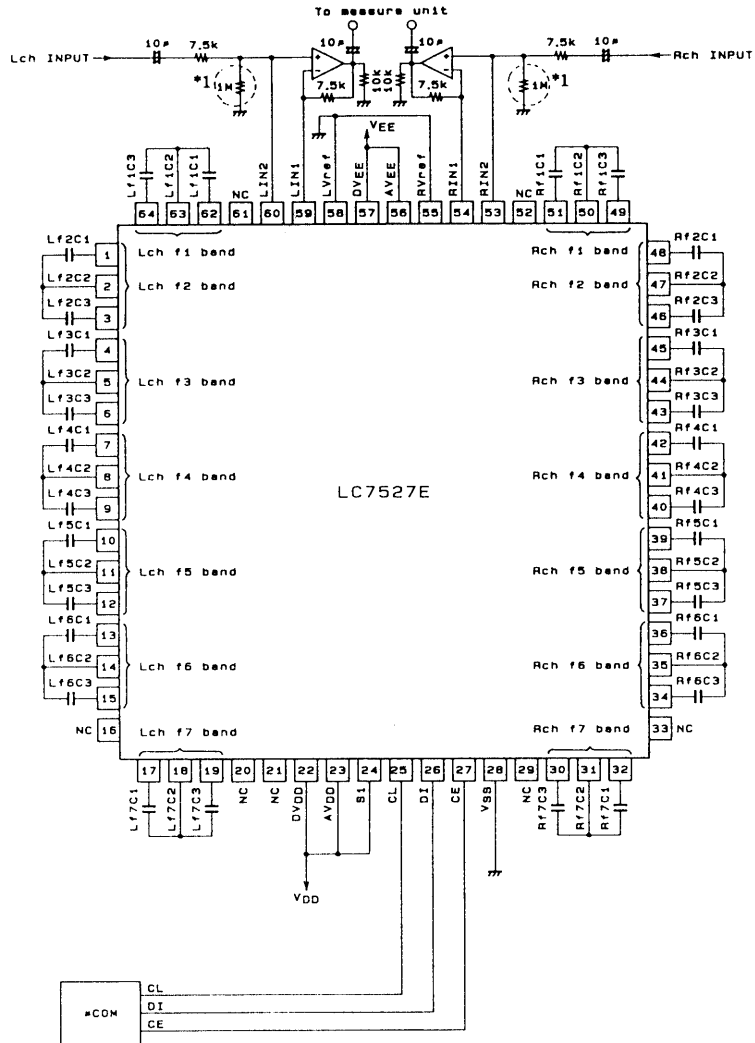 To measure unit
Lch INPUT
10μ
7.5k
*1
1M
10μ
10k
7.5k
10μ
10k
7.5k
7.5k
10μ
*1
1M
Rch INPUT
VEE
Lf1C3
Lf1C2
Lf1C1
NC
LIN2
LIN1
LVref
DVEE
AVEE
RVref
RIN1
RIN2
NC
Rf1C1
Rf1C2
Rf1C3
64 63 62 61 60 59 58 57 56 55 54 53 52 51 50 49
Lch f1 band
Rch f1 band
Lf2C1
1
Lf2C2
2
Lf2C3
3
Lch f2 band
Rch f2 band
48
Rf2C1
47
Rf2C2
46
Rf2C3
Lf3C1
4
Lf3C2
5
Lf3C3
6
Lch f3 band
Rch f3 band
45
Rf3C1
44
Rf3C2
43
Rf3C3
Lf4C1
7
Lf4C2
8
Lf4C3
9
Lch f4 band
LC7527E
Rch f4 band
42
Rf4C1
41
Rf4C2
40
Rf4C3
Lf5C1
10
Lf5C2
11
Lf5C3
12
Lch f5 band
Rch f5 band
39
Rf5C1
38
Rf5C2
37
Rf5C3
Lf6C1
13
Lf6C2
14
Lf6C3
15
Lch f6 band
Rch f6 band
36
Rf6C1
35
Rf6C2
34
Rf6C3
NC
16
Lch f7 band
Rch f7 band
33
NC
17 18 19 20 21 22 23 24 25 26 27 28 29 30 31 32
Lf7C1
Lf7C2
Lf7C3
NC
NC
DVDD
AVDD
S1
CL
DI
CE
VSS
NC
Rf7C3
Rf7C2
Rf7C1
VDD
μCOM
CL
DI
CE